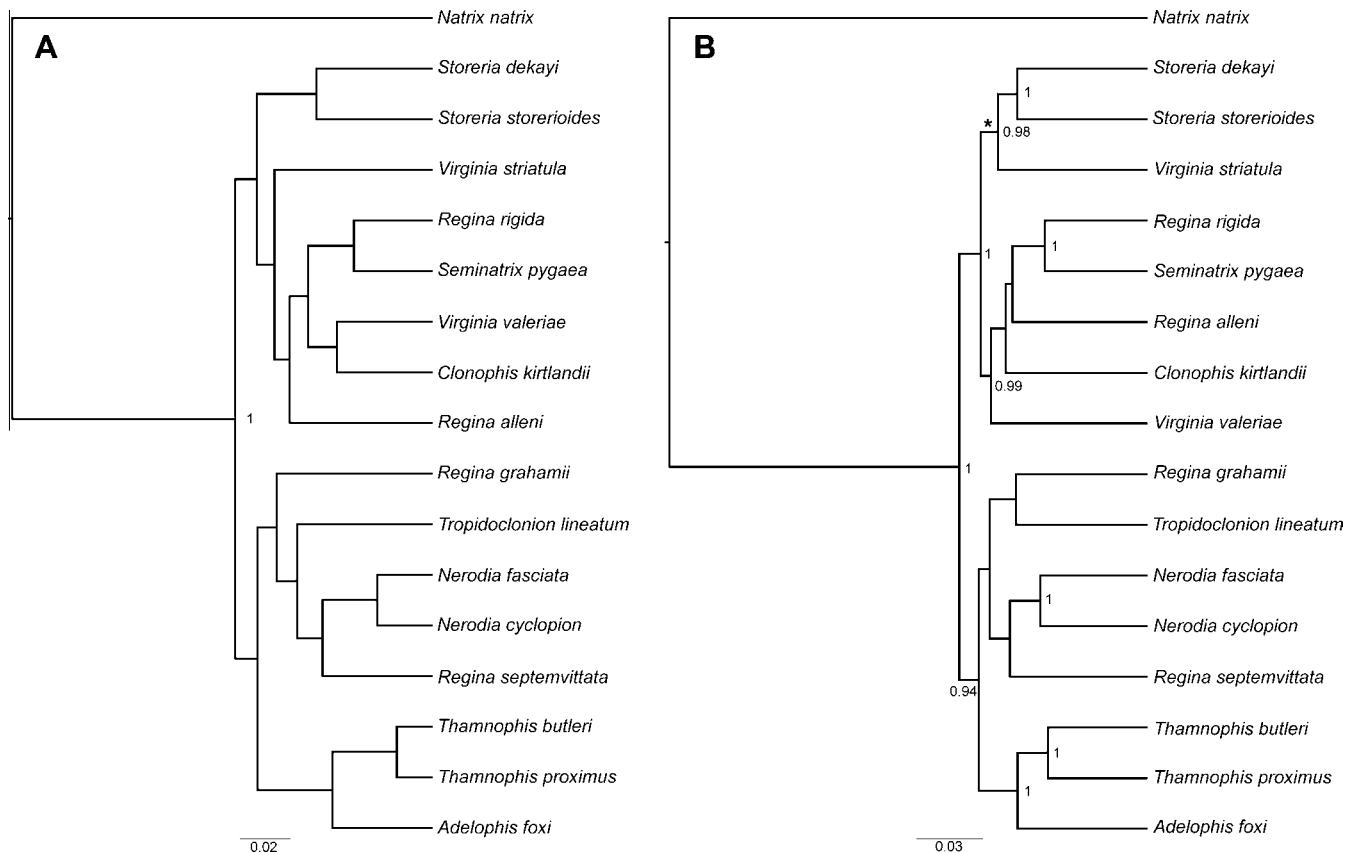 A
Natrix natrix
Storeria dekayi
Storeria storerioides
Virginia striatula
Regina rigida
Seminatrix pygaea
Virginia valeriae
Clonophis kirtlandii
Regina alleni
1
Regina grahamii
Tropidoclonion lineatum
Nerodia fasciata
Nerodia cyclopion
Regina septemvittata
Thamnophis butleri
Thamnophis proximus
Adelophis foxi
0.02
B
Natrix natrix
Storeria dekayi
1
Storeria storerioides
*
0.98
Virginia striatula
Regina rigida
1
1
Seminatrix pygaea
Regina alleni
Clonophis kirtlandii
0.99
Virginia valeriae
1
Regina grahamii
Tropidoclonion lineatum
Nerodia fasciata
1
Nerodia cyclopion
Regina septemvittata
0.94
Thamnophis butleri
1
Thamnophis proximus
1
Adelophis foxi
0.03